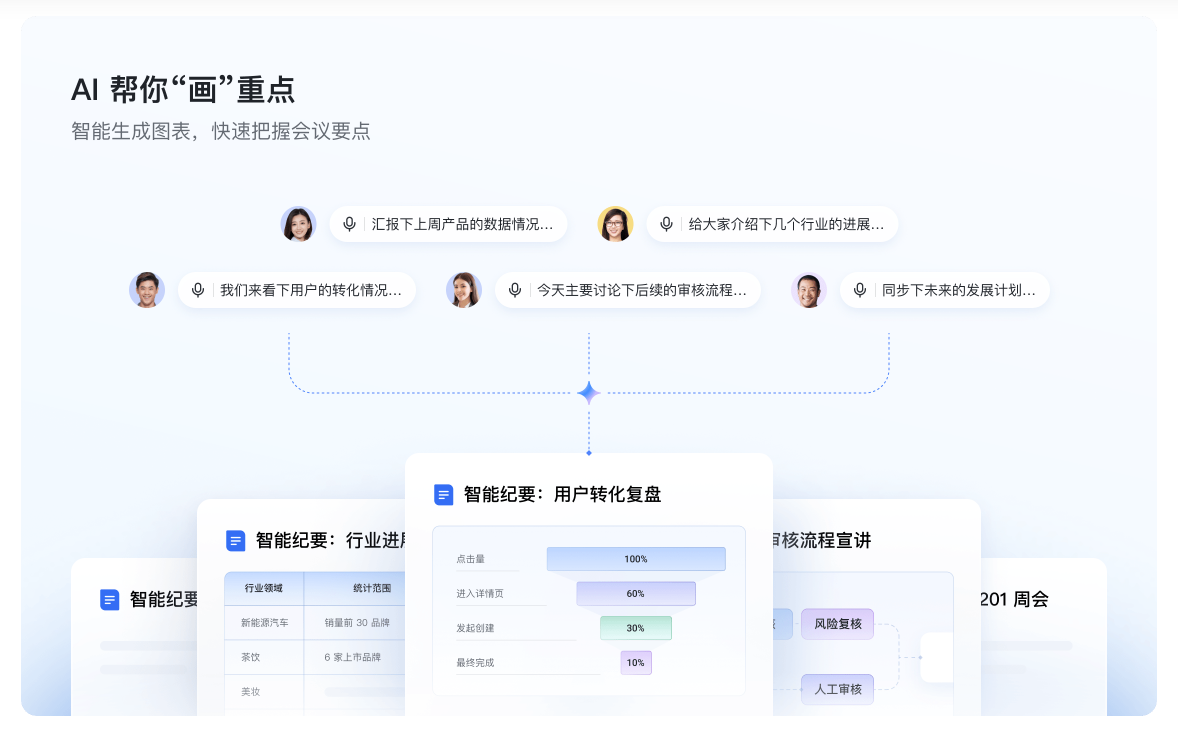 AI 帮你“画”重点
智能生成图表，快速把握会议要点
汇报下上周产品的数据情况...
给大家介绍下几个行业的进展...
我们来看下用户的转化情况...
今天主要讨论下后续的审核流程...
同步下未来的发展计划...
智能纪要：用户转化复盘
点击量
100%
进入详情页
60%
发起创建
30%
最终完成
10%
智能纪要：行业进
行业领域
统计范围
新能源汽车
销量前 30 品牌
茶饮
6 家上市品牌
美妆
审核流程宣讲
风险复核
人工审核
智能纪要
201 周会